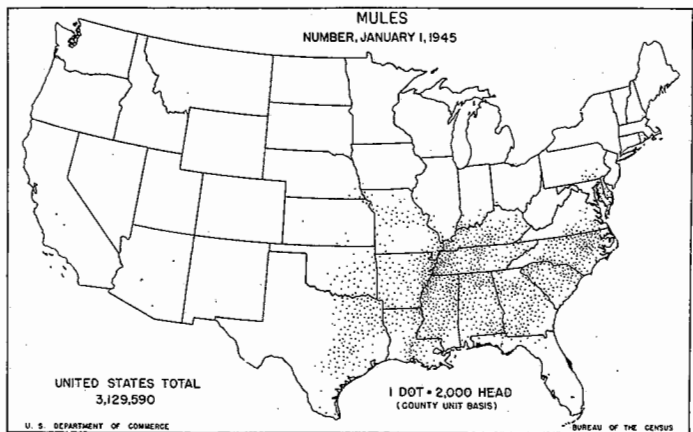 MULES
NUMBER, JANUARY 1, 1945
UNITED STATES TOTAL
3,129,590
1 DOT = 2,000 HEAD
(COUNTY UNIT BASIS)
U. S. DEPARTMENT OF COMMERCE
BUREAU OF THE CENSUS